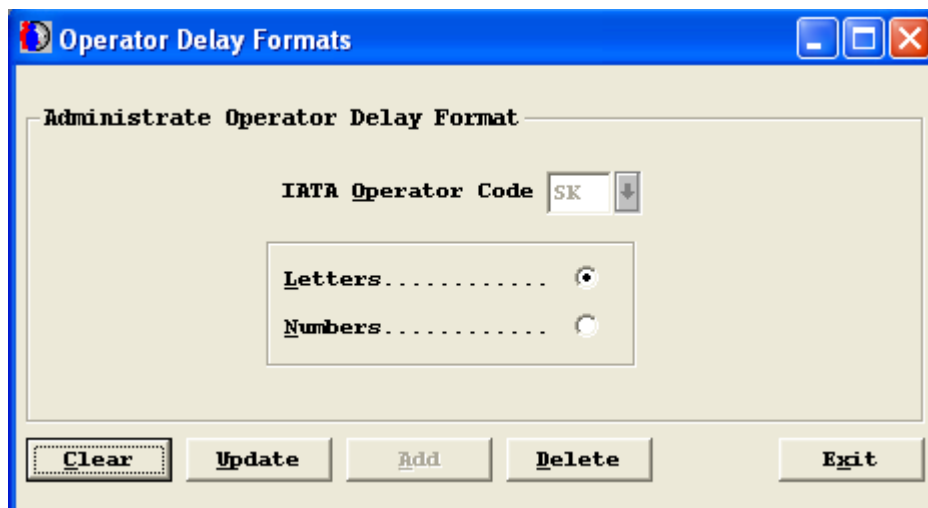 Operator Delay Formats
Administrate Operator Delay Format
IATA Operator Code SK
Letters............
Numbers............
Clear Update Add Delete Exit